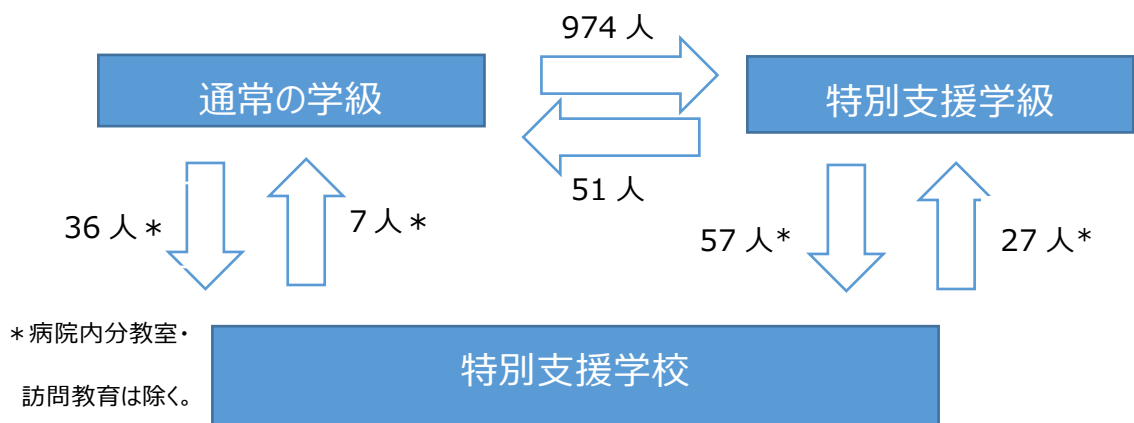 974 人
通常の学級
特別支援学級
51 人
36 人＊
7 人＊
57 人*
27 人*
＊病院内分教室・
訪問教育は除く。
特別支援学校